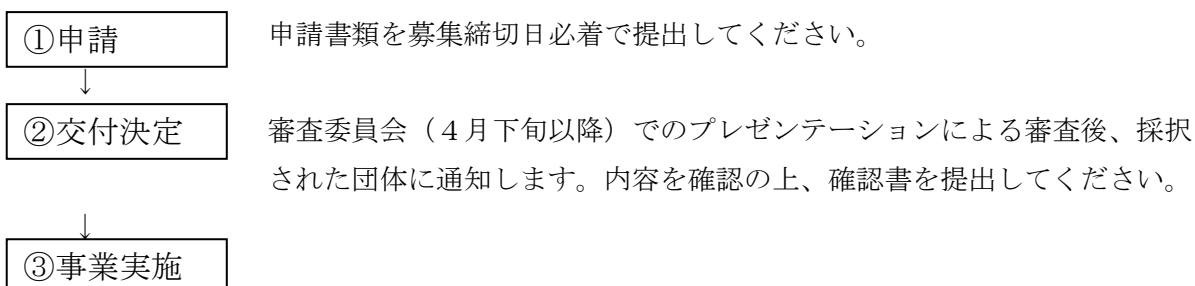 ①申請
申請書類を募集締切日必着で提出してください。
↓
②交付決定
審査委員会（４月下旬以降）でのプレゼンテーションによる審査後、採択
された団体に通知します。内容を確認の上、確認書を提出してください。
↓
③事業実施